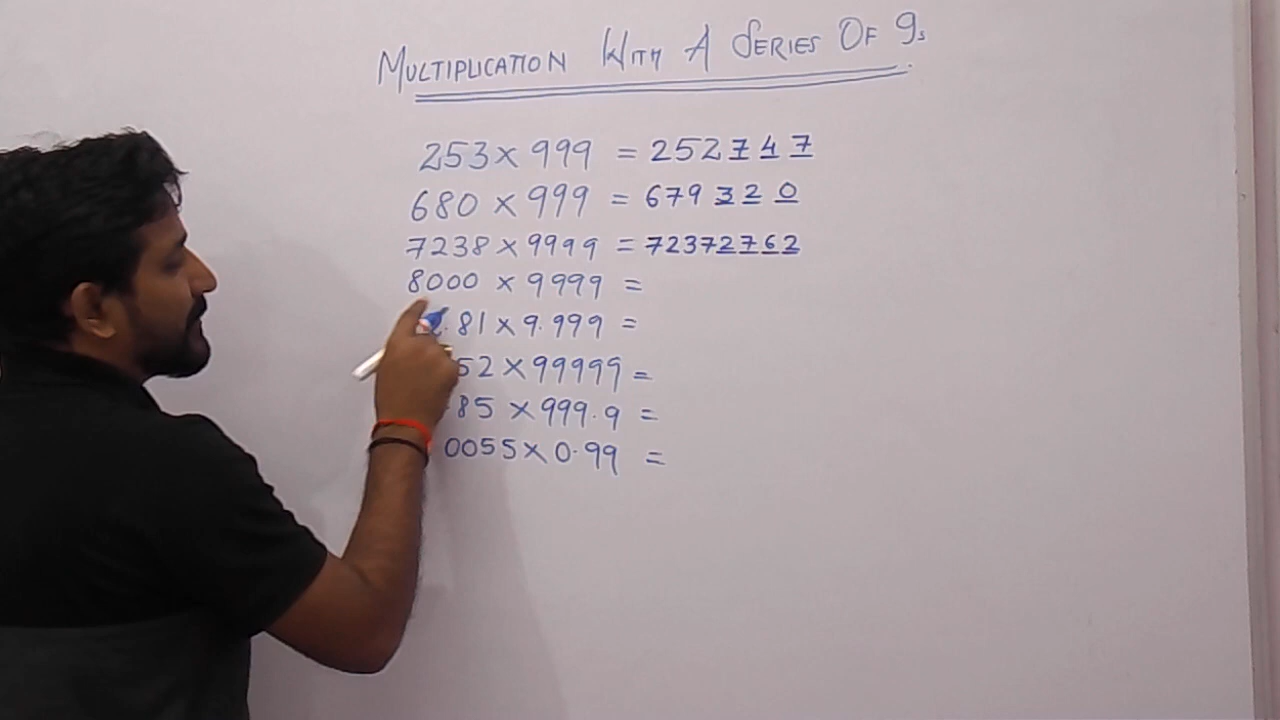 MULTIPLICATION WITH A SERIES OF 9s
253 × 999 = 252747
680 × 999 = 679320
7238 × 9999 = 72372762
8000 × 9999 =
.81 × 9.999 =
52 × 99999 =
85 × 999.9 =
0055 × 0.99 =